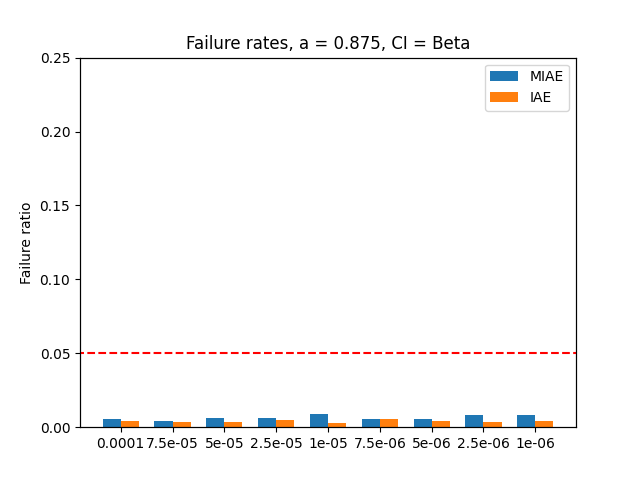 Failure rates, a = 0.875, CI = Beta
0.25
0.20
0.15
0.10
0.05
0.00
Failure ratio
MIAE
IAE
0.0001 7.5e-05 5e-05 2.5e-05 1e-05 7.5e-06 5e-06 2.5e-06 1e-06